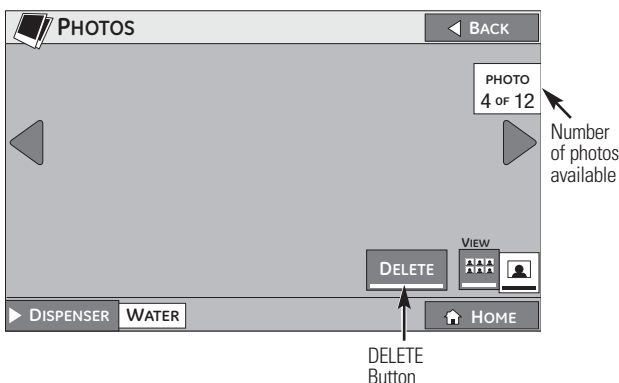 PHOTOS
BACK
PHOTO
4 OF 12
Number
of photos
available
VIEW
DELETE
DISPENSER WATER
HOME
DELETE
Button